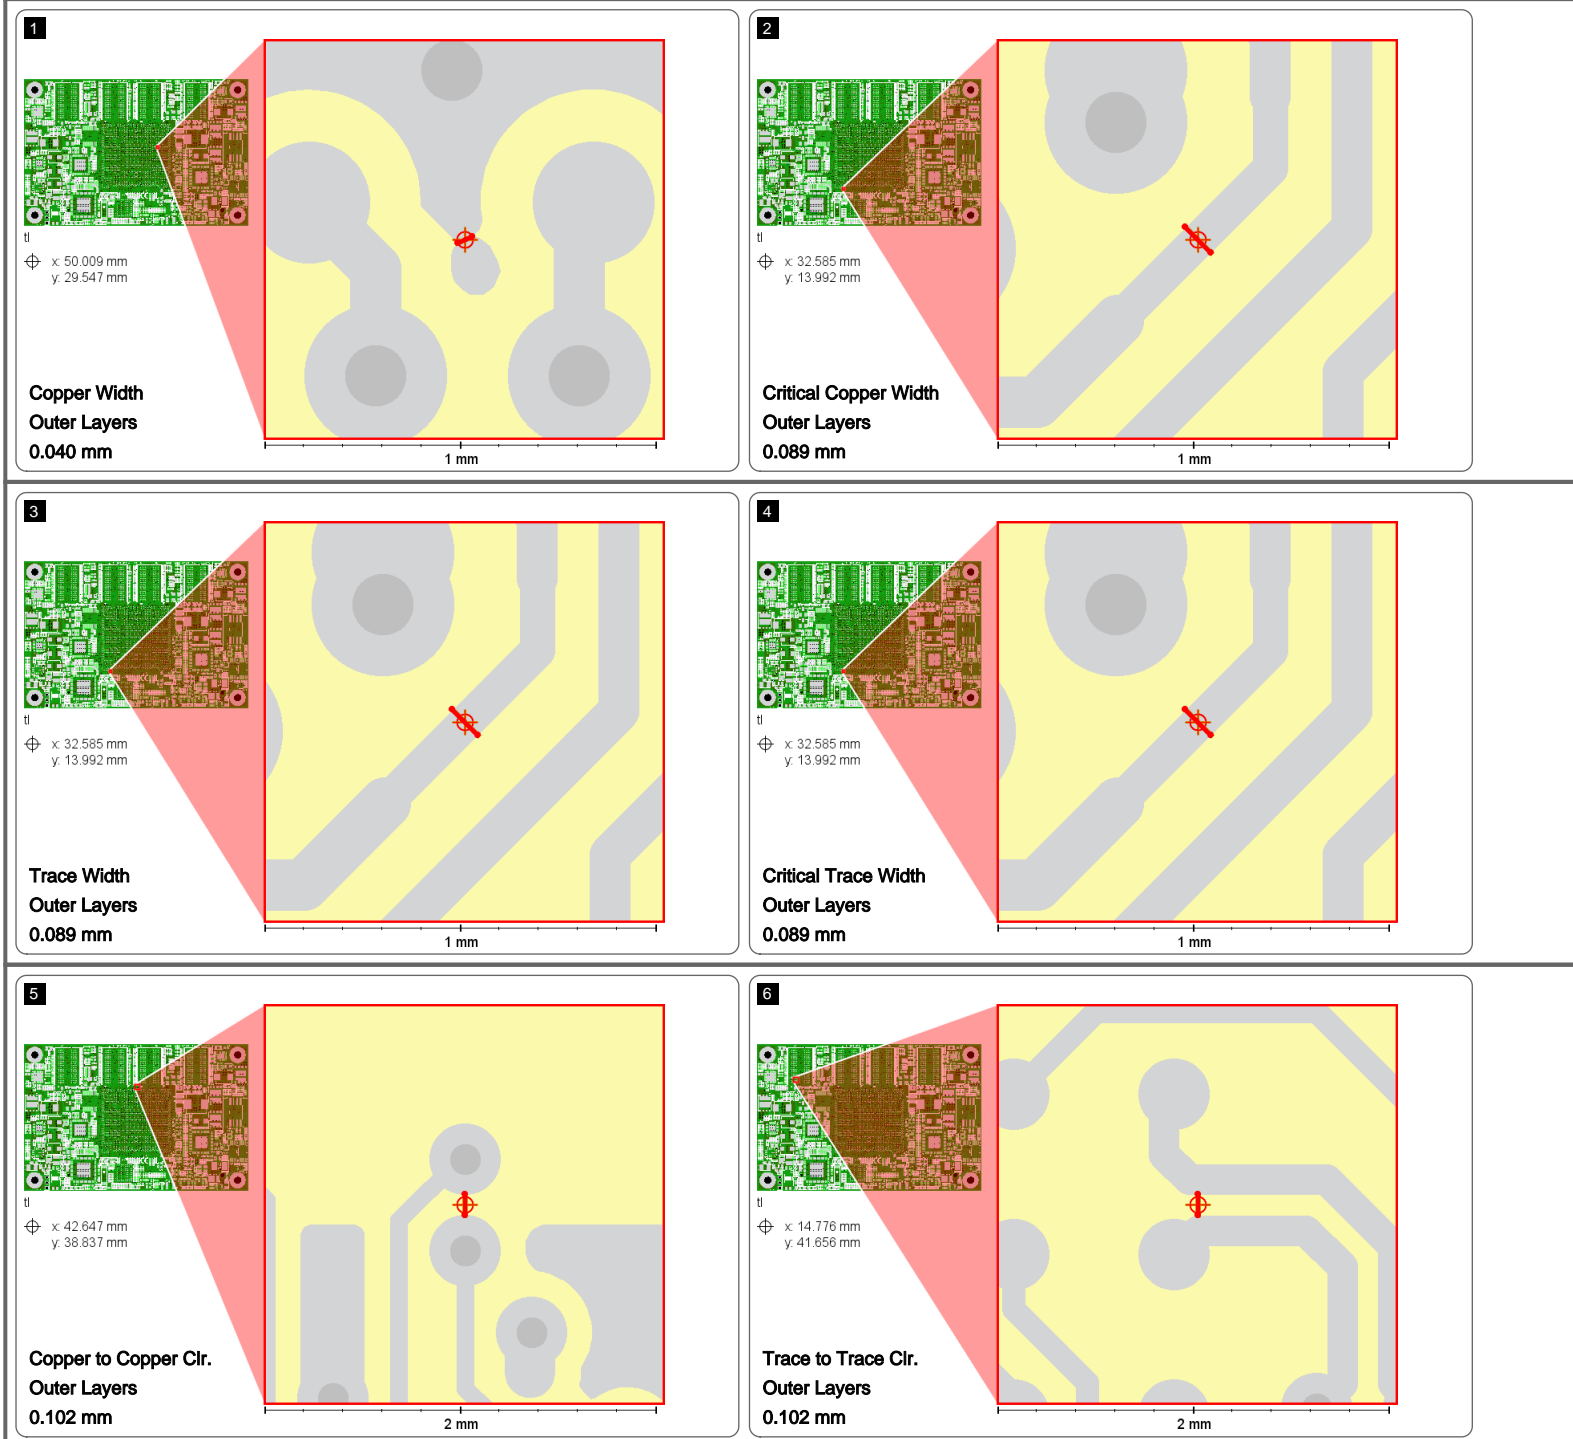 1
tl
x: 50.009 mm
y: 29.547 mm
Copper Width
Outer Layers
0.040 mm
1 mm
2
tl
x: 32.585 mm
y: 13.992 mm
Critical Copper Width
Outer Layers
0.089 mm
1 mm
3
tl
x: 32.585 mm
y: 13.992 mm
Trace Width
Outer Layers
0.089 mm
1 mm
4
tl
x: 32.585 mm
y: 13.992 mm
Critical Trace Width
Outer Layers
0.089 mm
1 mm
5
tl
x: 42.647 mm
y: 38.837 mm
Copper to Copper Clr.
Outer Layers
0.102 mm
2 mm
6
tl
x: 14.776 mm
y: 41.656 mm
Trace to Trace Clr.
Outer Layers
0.102 mm
2 mm